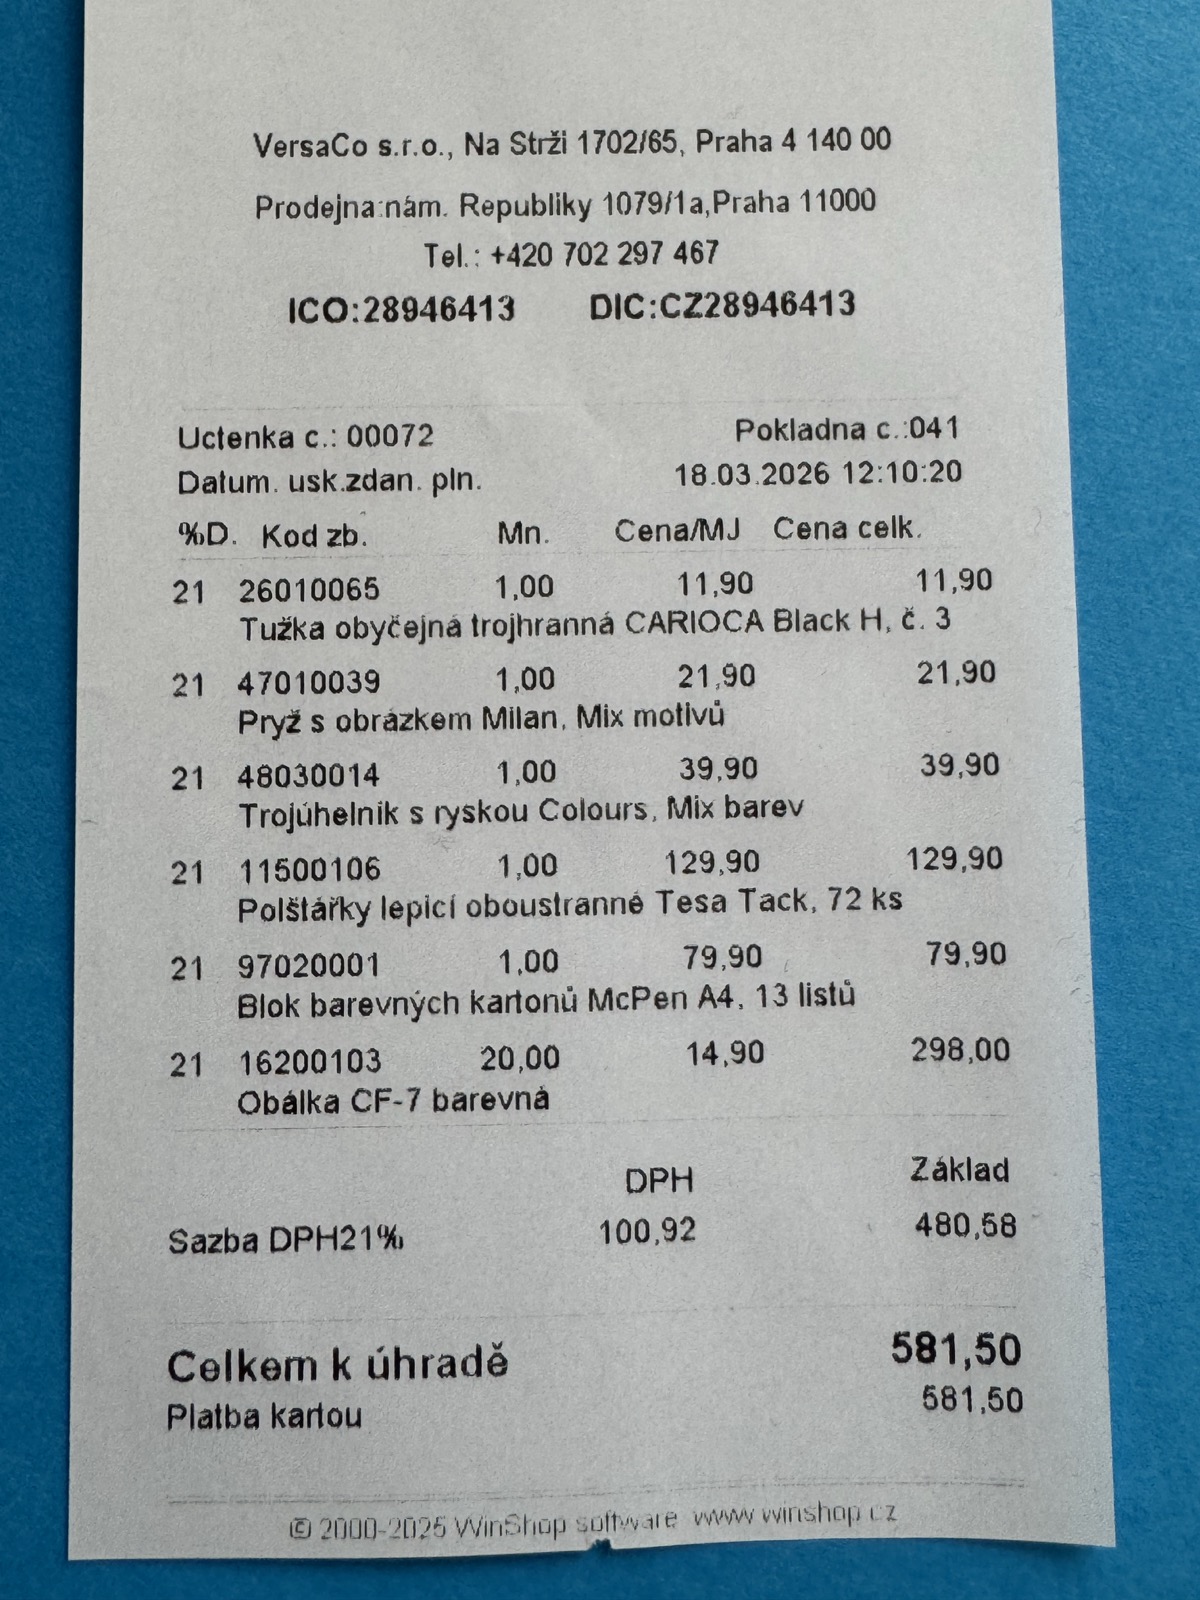 VersaCo s.r.o., Na Strži 1702/65, Praha 4 140 00
Prodejna:nám. Republiky 1079/1a,Praha 11000
Tel.: +420 702 297 467
ICO:28946413 DIC:CZ28946413
Uctenka c.: 00072 Pokladna c.:041
Datum. usk.zdan. pln. 18.03.2026 12:10:20
%D. Kod zb. Mn. Cena/MJ Cena celk.
21 26010065 1,00 11,90 11,90
Tužka obyčejná trojhranná CARIOCA Black H, č. 3
21 47010039 1,00 21,90 21,90
Pryž s obrázkem Milan, Mix motivů
21 48030014 1,00 39,90 39,90
Trojúhelník s ryskou Colours, Mix barev
21 11500106 1,00 129,90 129,90
Polštářky lepicí oboustranné Tesa Tack, 72 ks
21 97020001 1,00 79,90 79,90
Blok barevných kartonů McPen A4, 13 listů
21 16200103 20,00 14,90 298,00
Obálka CF-7 barevná
DPH Základ
Sazba DPH21% 100,92 480,58
Celkem k úhradě 581,50
Platba kartou 581,50
© 2000-2025 WinShop software www.winshop.cz